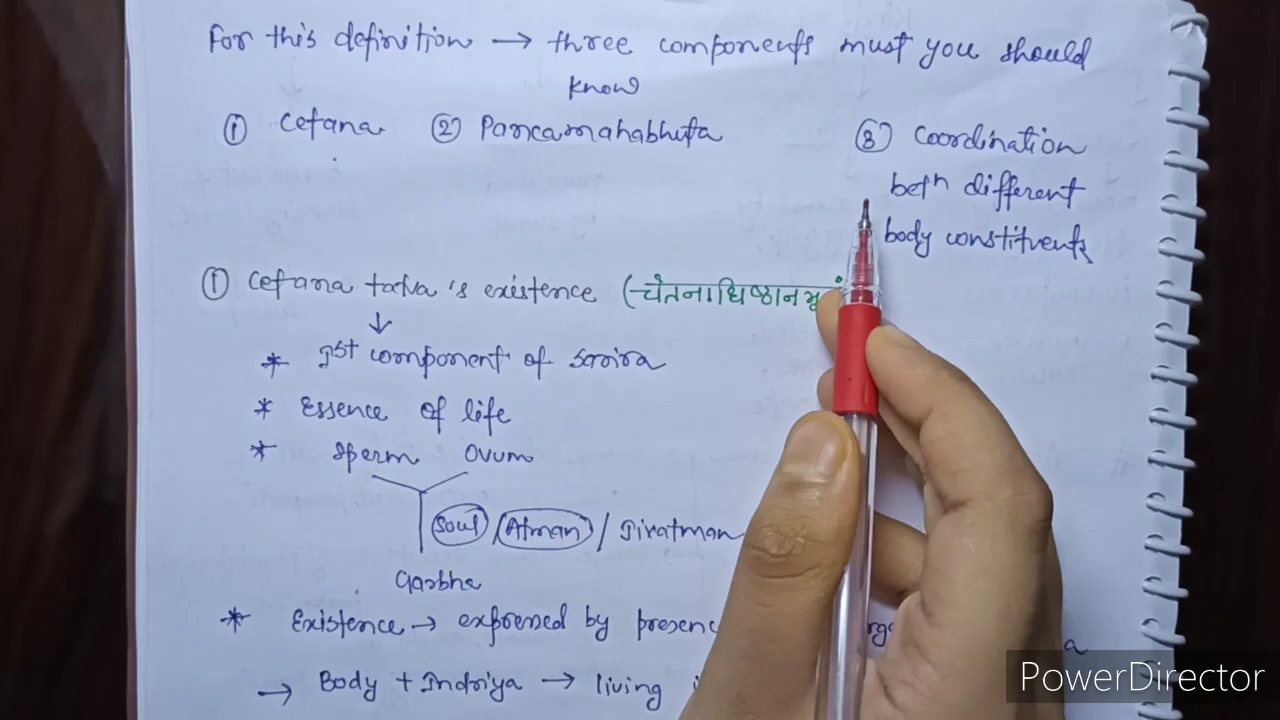 For this definition → three components must you should
know
① Cetana ② Pancamahabhuta ③ Coordination
betn different
body constituents
① Cetana tatva's existence (चेतनाधिष्ठानभू
↓
* 1st component of Sarira
* Essence of life
* Sperm Ovum
Soul / Atman / Jivatman
Garbha
* Existence → expressed by
→ Body + Indriya → living
PowerDirector